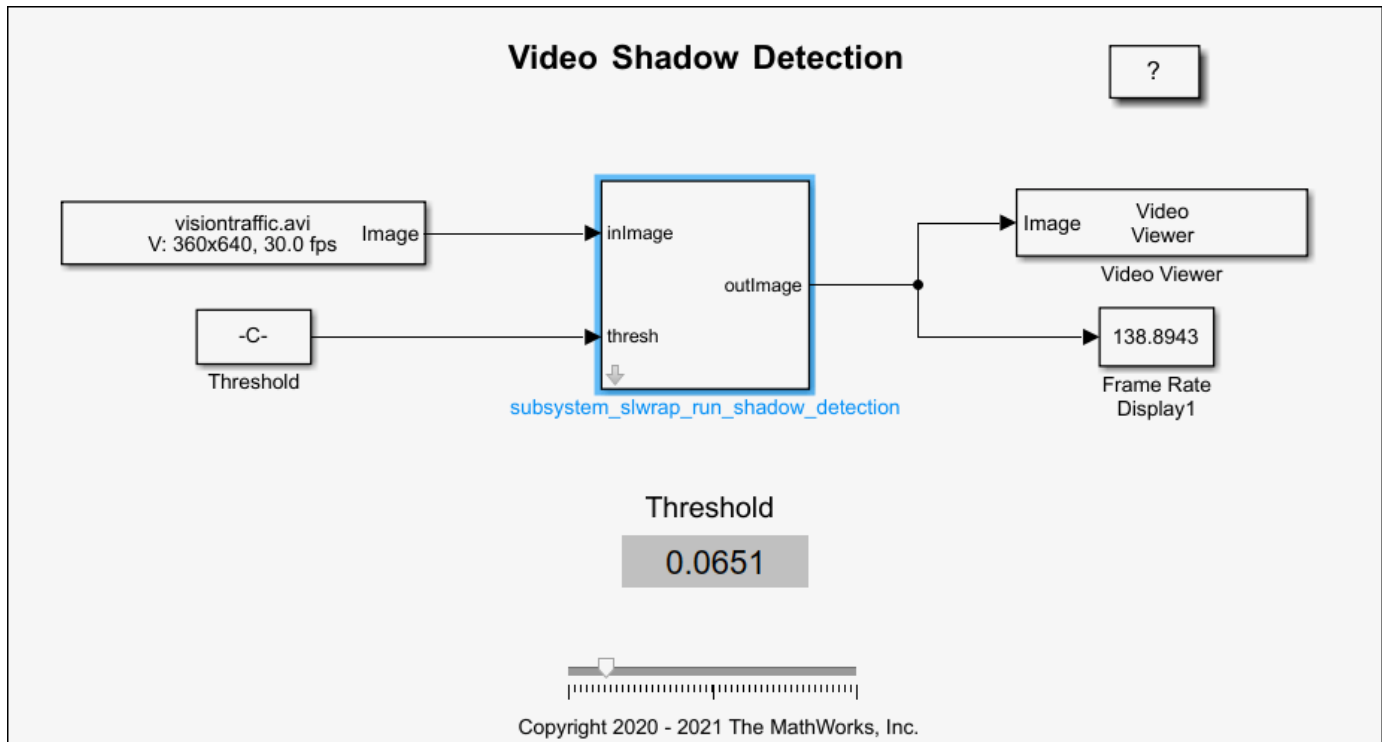 Video Shadow Detection
?
visiontraffic.avi
V: 360x640, 30.0 fps
Image
inImage
outImage
thresh
Image
Video
Viewer
Video Viewer
-C-
Threshold
138.8943
Frame Rate
Display1
subsystem_slwrap_run_shadow_detection
Threshold
0.0651
Copyright 2020 - 2021 The MathWorks, Inc.